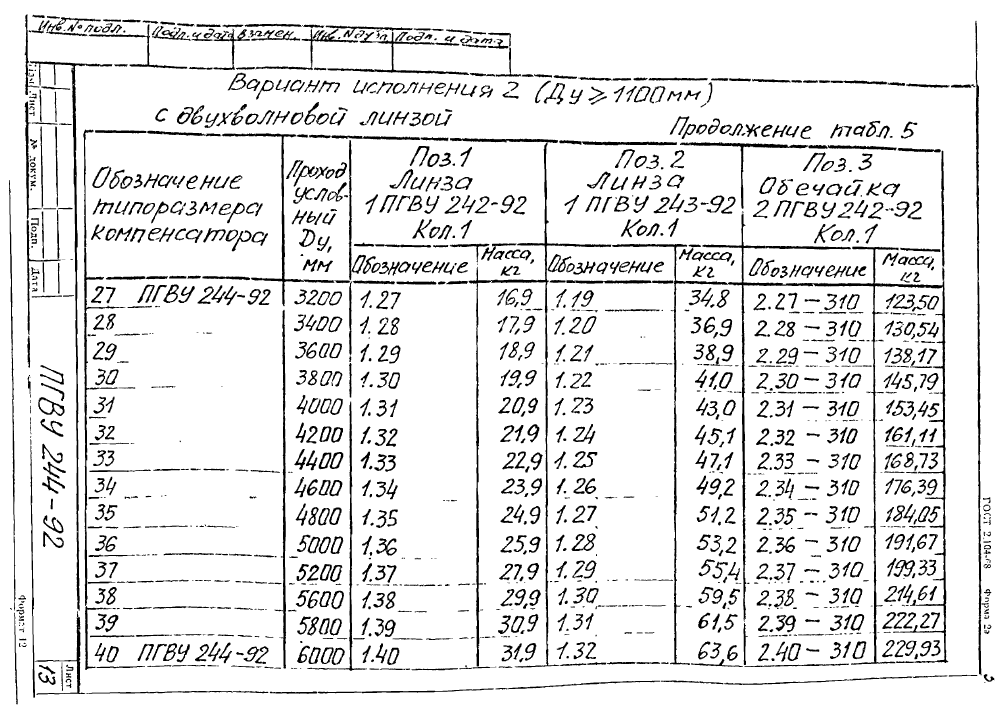 Инв. № подл. Подп. и дата Взамен. Инв. № дубл. Подп. и дата
Вариант исполнения 2 (Ду ≥ 1100мм)
с двухволновой линзой
Продолжение табл. 5
Обозначение типоразмера компенсатора
Проход условный Ду, мм
Поз.1 Линза 1 ПГВУ 242-92 Кол.1
Поз.2 Линза 1 ПГВУ 243-92 Кол.1
Поз.3 Обечайка 2 ПГВУ 242-92 Кол.1
Обозначение Масса, кг Обозначение Масса, кг Обозначение Масса, кг
27 ПГВУ 244-92 3200 1.27 16,9 1.19 34.8 2.27-310 123,50
28 3400 1.28 17,9 1.20 36,9 2.28-310 130,54
29 3600 1.29 18,9 1.21 38,9 2.29-310 138,17
30 3800 1.30 19,9 1.22 41,0 2.30-310 145,79
31 4000 1.31 20,9 1.23 43,0 2.31-310 153,45
32 4200 1.32 21,9 1.24 45,1 2.32-310 161,11
33 4400 1.33 22,9 1.25 47,1 2.33-310 168,73
34 4600 1.34 23,9 1.26 49,2 2.34-310 176,39
35 4800 1.35 24,9 1.27 51,2 2.35-310 184,05
36 5000 1.36 25,9 1.28 53,2 2.36-310 191,67
37 5200 1.37 27,9 1.29 55,4 2.37-310 199,33
38 5600 1.38 29,9 1.30 59,5 2.38-310 214,61
39 5800 1.39 30,9 1.31 61,5 2.39-310 222,27
40 ПГВУ 244-92 6000 1.40 31,9 1.32 63,6 2.40-310 229,93
Изм Лист № докум. Подп. Дата
ПГВУ 244-92
Лист
13
Формат 12
ГОСТ 2.104-68 Форма 2а
3